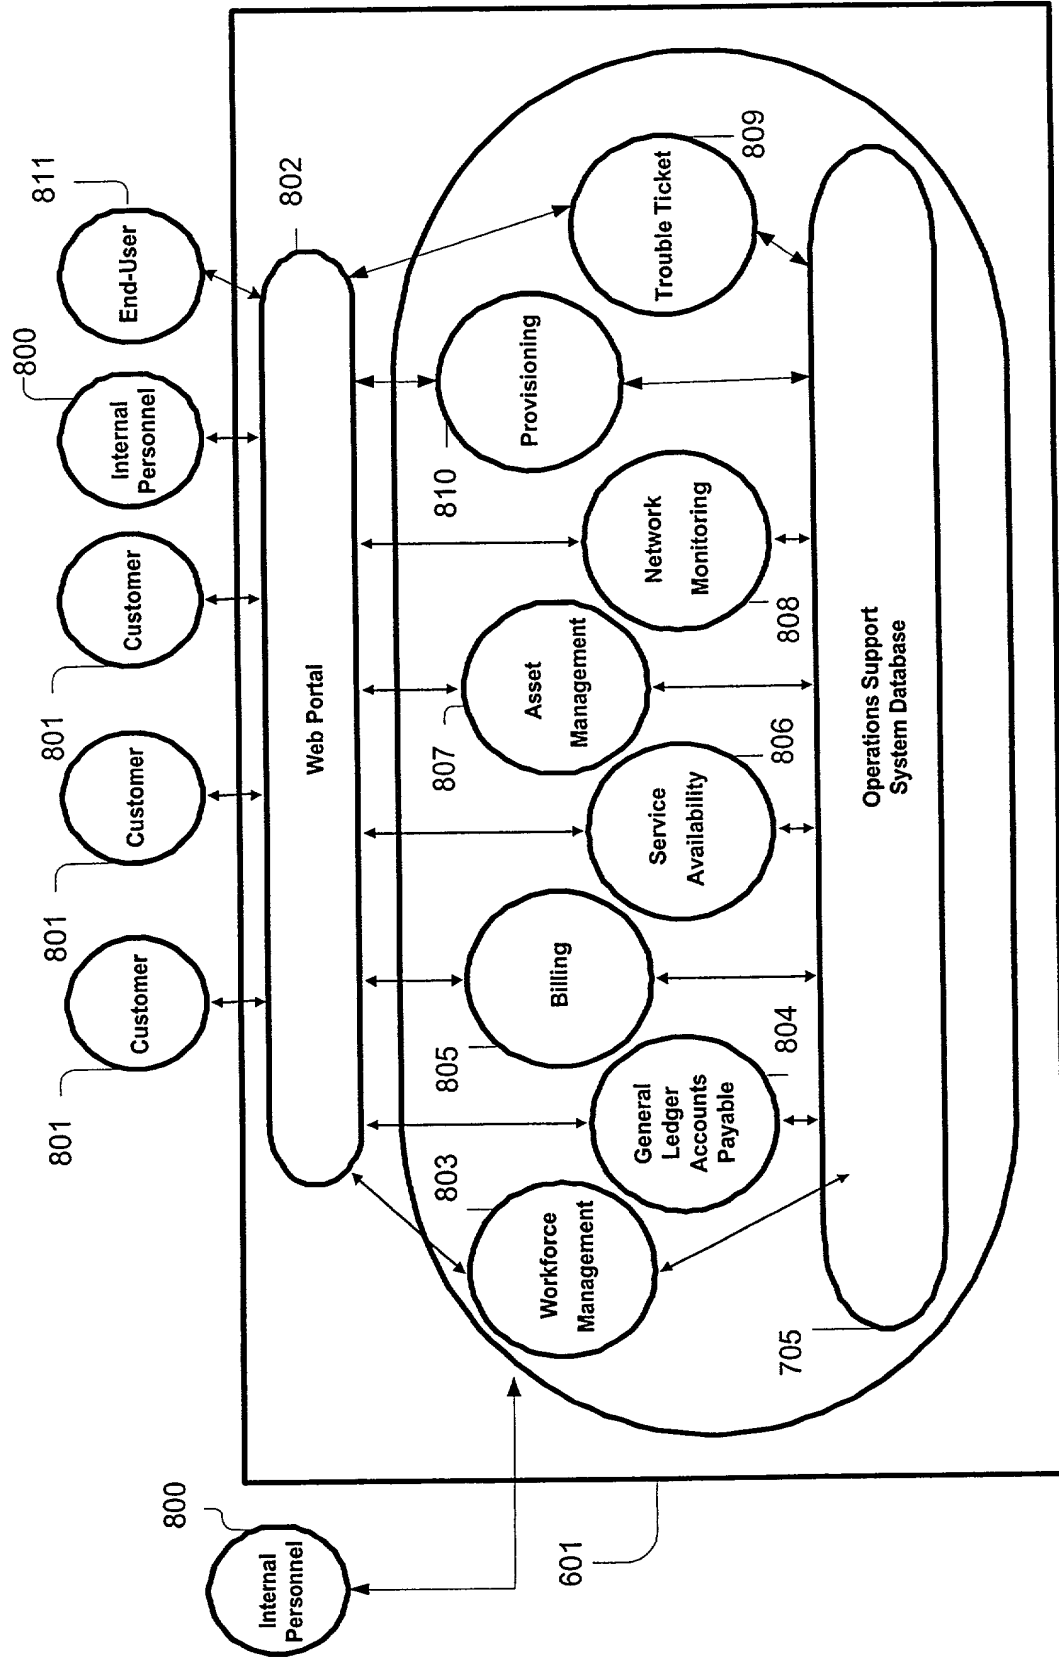 801
Customer
801
Customer
801
Customer
800
Internal
Personnel
811
End-User
800
Internal
Personnel
802
Web Portal
803
Workforce
Management
804
General
Ledger
Accounts
Payable
805
Billing
806
Service
Availability
807
Asset
Management
808
Network
Monitoring
810
Provisioning
809
Trouble Ticket
705
Operations Support
System Database
601